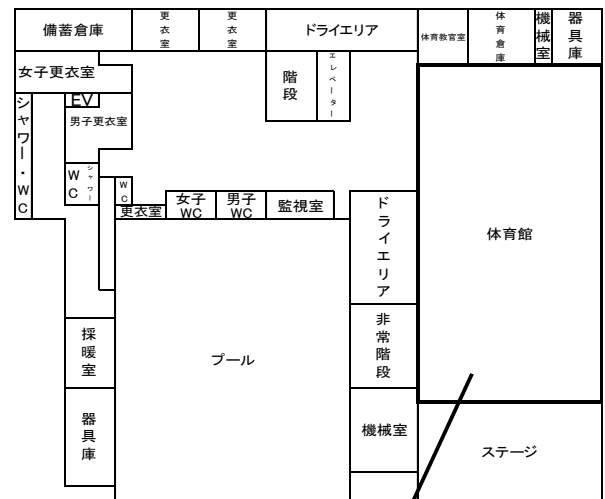 備蓄倉庫
更衣室
更衣室
ドライエリア
体育教官室
体育倉庫
機械室
器具庫
女子更衣室
階段
エレベーター
シャワー・WC
EV
男子更衣室
WC
シャワー
WC
更衣室
女子
WC
男子
WC
監視室
ドライエリア
体育館
非常階段
採暖室
プール
器具庫
機械室
ステージ